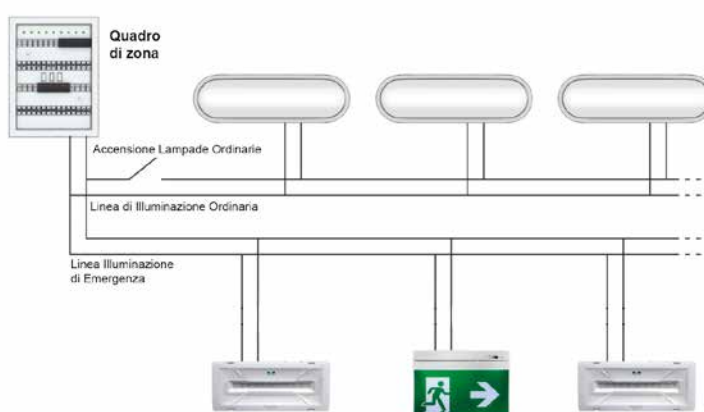 Quadro
di zona
Accensione Lampade Ordinarie
Linea di Illuminazione Ordinaria
Linea Illuminazione
di Emergenza